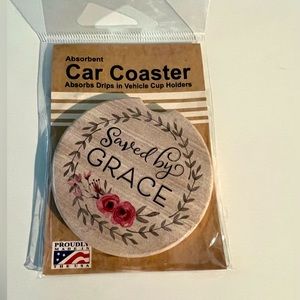 Absorbent
Car Coaster
Absorbs Drips in Vehicle Cup Holders
Saved by
GRACE
PROUDLY
MADE IN
THE USA